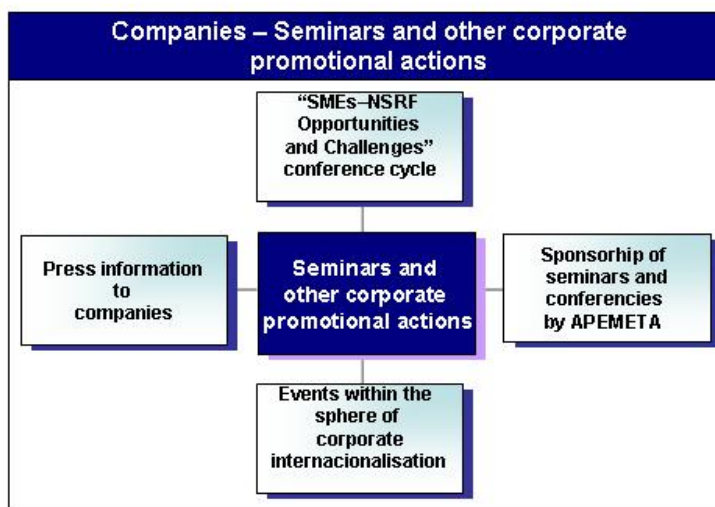 Companies – Seminars and other corporate
promotional actions
“SMEs–NSRF
Opportunities
and Challenges”
conference cycle
Press information
to
companies
Seminars and
other corporate
promotional actions
Sponsorhip of
seminars and
conferencies
by APEMETA
Events within the
sphere of
corporate
internacionalisation